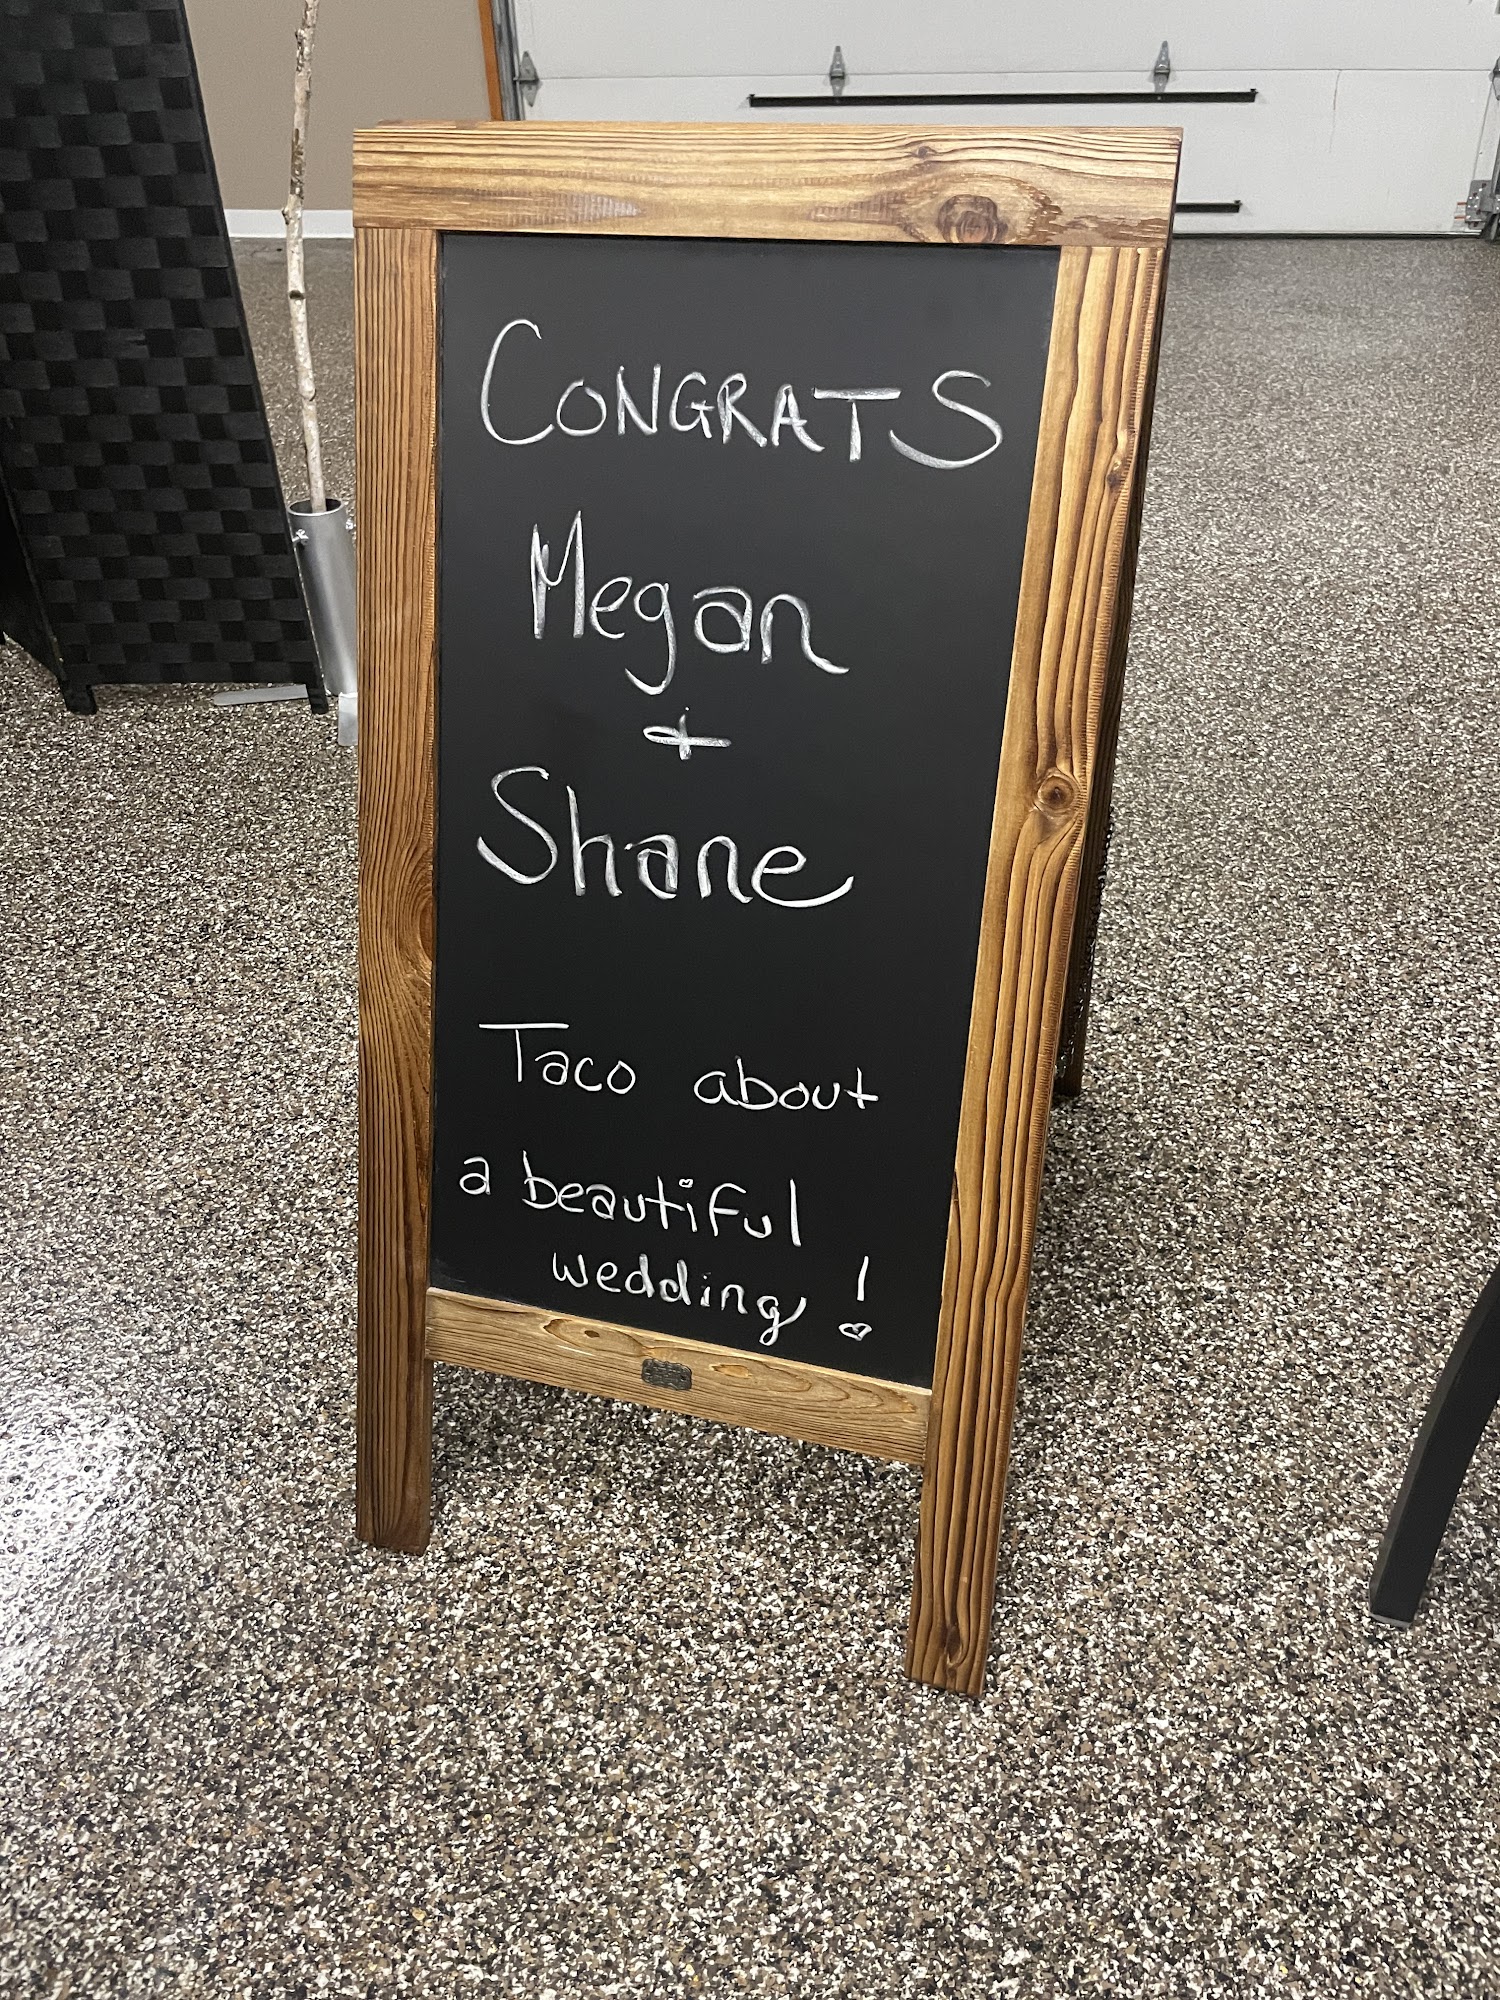 CONGRATS
Megan
+
Shane
Taco about
a beautiful
wedding!